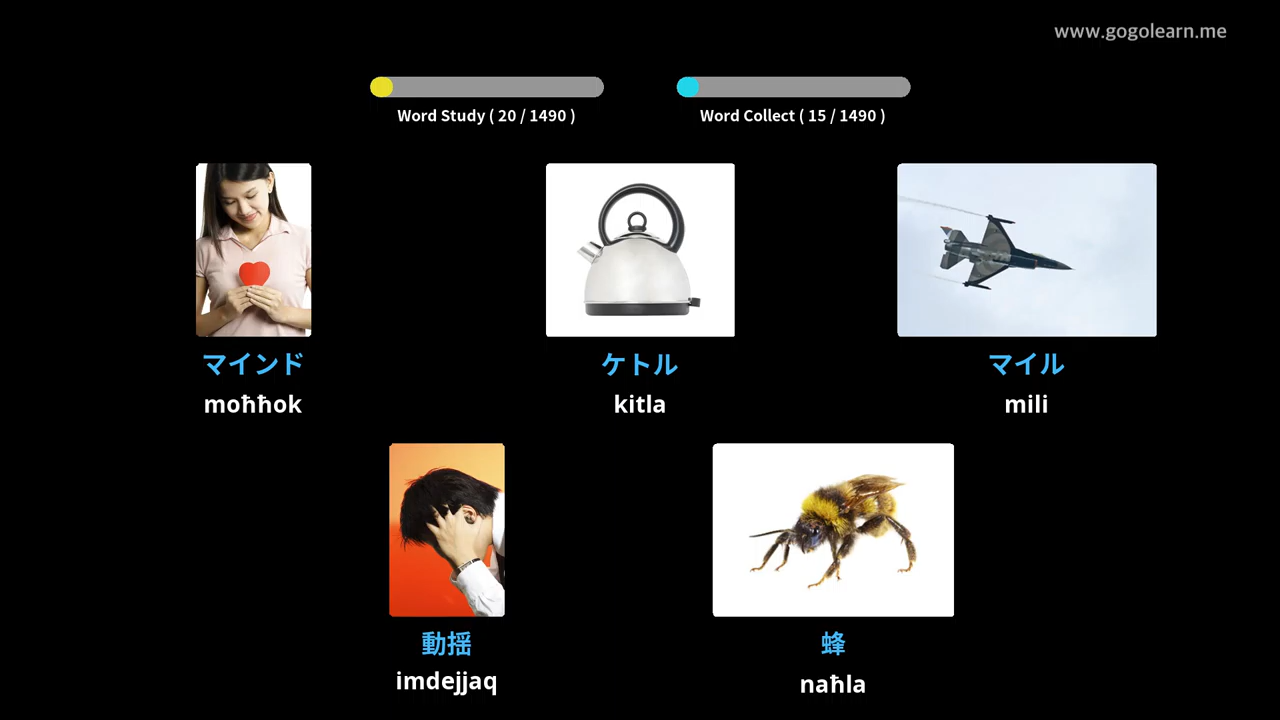 www.gogolearn.me
Word Study ( 20 / 1490 )
Word Collect ( 15 / 1490 )
マインド
moħħok
ケトル
kitla
マイル
mili
動揺
imdejjaq
蜂
naħla